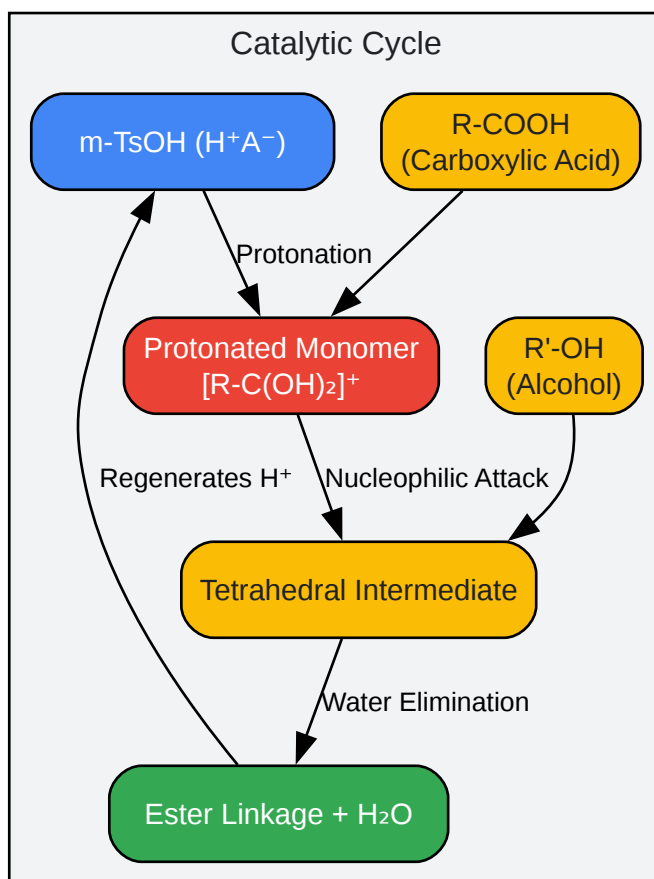 Catalytic Cycle
m-TsOH (H⁺A⁻)
R-COOH
(Carboxylic Acid)
Protonation
Protonated Monomer
[R-C(OH)₂]⁺
R'-OH
(Alcohol)
Regenerates H⁺
Nucleophilic Attack
Tetrahedral Intermediate
Water Elimination
Ester Linkage + H₂O